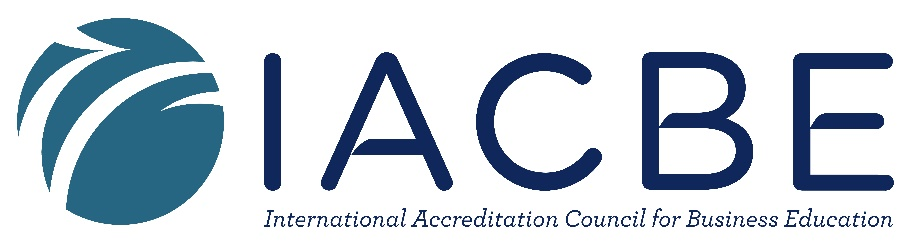 IACBE
International Accreditation Council for Business Education